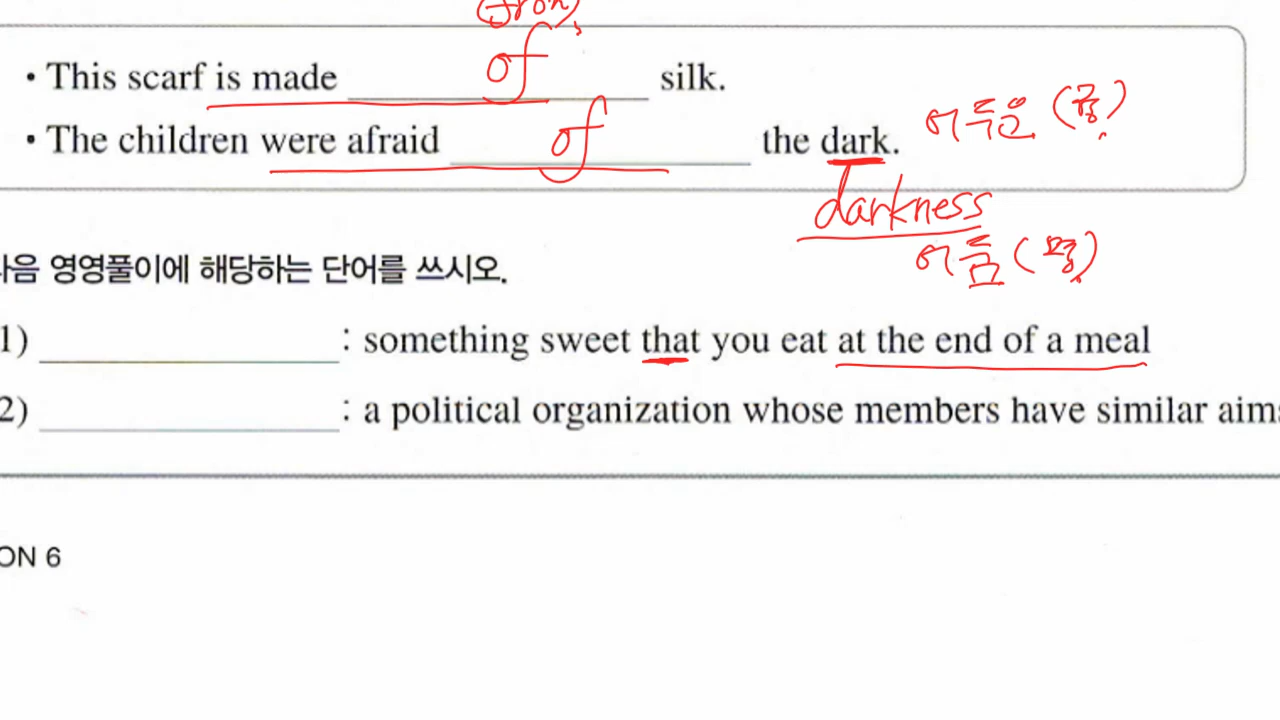 (from)
• This scarf is made of silk.
• The children were afraid of the dark. 어두운 (형)
darkness
어둠 (명)
다음 영영풀이에 해당하는 단어를 쓰시오.
1) : something sweet that you eat at the end of a meal
2) : a political organization whose members have similar aims
ON 6